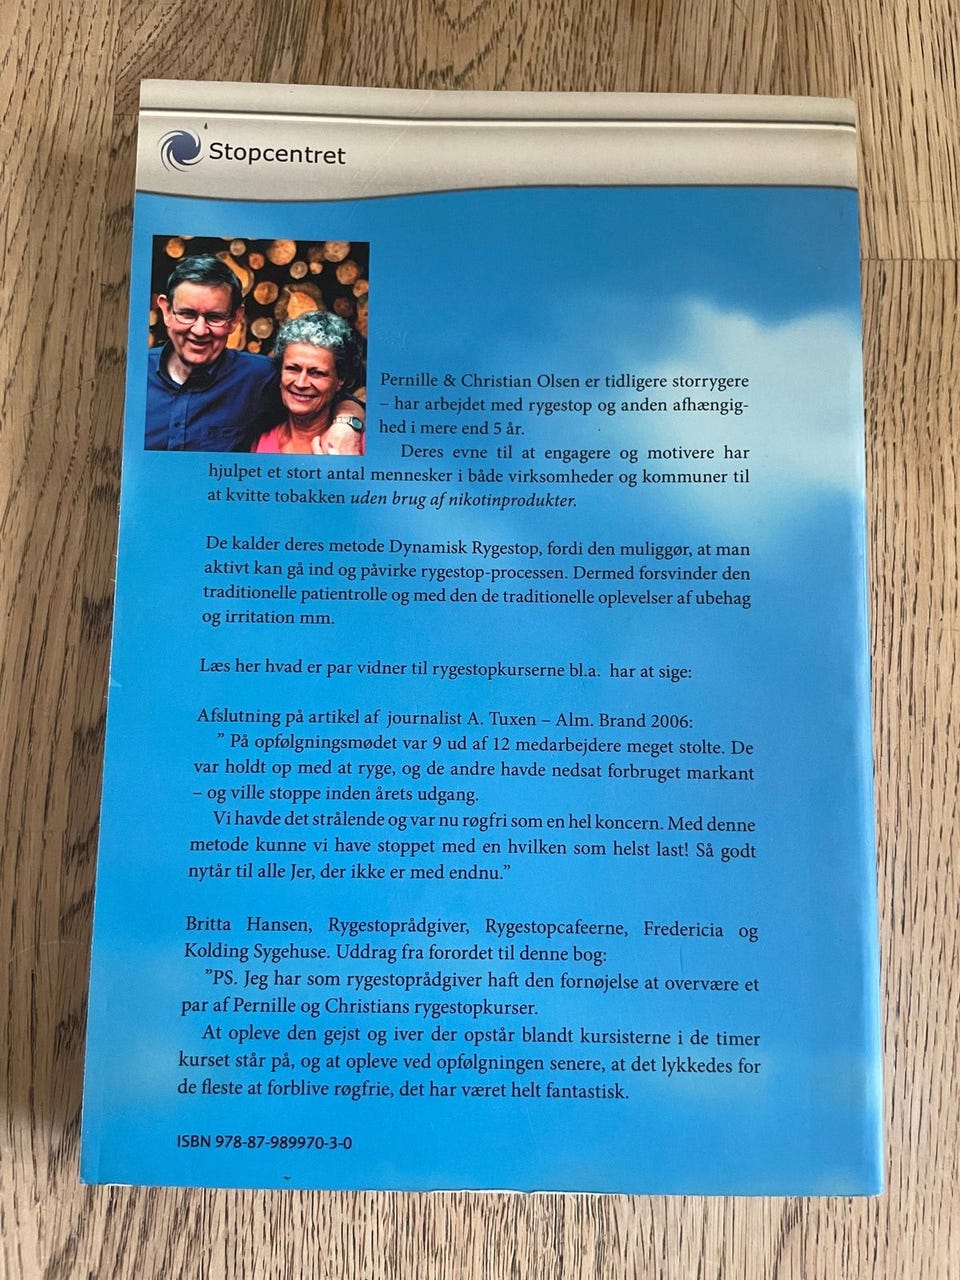 Stopcentret
Pernille & Christian Olsen er tidligere storrygere
– har arbejdet med rygestop og anden afhængig-
hed i mere end 5 år.
Deres evne til at engagere og motivere har
hjulpet et stort antal mennesker i både virksomheder og kommuner til
at kvitte tobakken uden brug af nikotinprodukter.
De kalder deres metode Dynamisk Rygestop, fordi den muliggør, at man
aktivt kan gå ind og påvirke rygestop-processen. Dermed forsvinder den
traditionelle patientrolle og med den de traditionelle oplevelser af ubehag
og irritation mm.
Læs her hvad er par vidner til rygestopkurserne bl.a. har at sige:
Afslutning på artikel af journalist A. Tuxen – Alm. Brand 2006:
” På opfølgningsmødet var 9 ud af 12 medarbejdere meget stolte. De
var holdt op med at ryge, og de andre havde nedsat forbruget markant
– og ville stoppe inden årets udgang.
Vi havde det strålende og var nu røgfri som en hel koncern. Med denne
metode kunne vi have stoppet med en hvilken som helst last! Så godt
nytår til alle Jer, der ikke er med endnu.”
Britta Hansen, Rygestoprådgiver, Rygestopcafeerne, Fredericia og
Kolding Sygehuse. Uddrag fra forordet til denne bog:
”PS. Jeg har som rygestoprådgiver haft den fornøjelse at overvære et
par af Pernille og Christians rygestopkurser.
At opleve den gejst og iver der opstår blandt kursisterne i de timer
kurset står på, og at opleve ved opfølgningen senere, at det lykkedes for
de fleste at forblive røgfrie, det har været helt fantastisk.
ISBN 978-87-989970-3-0